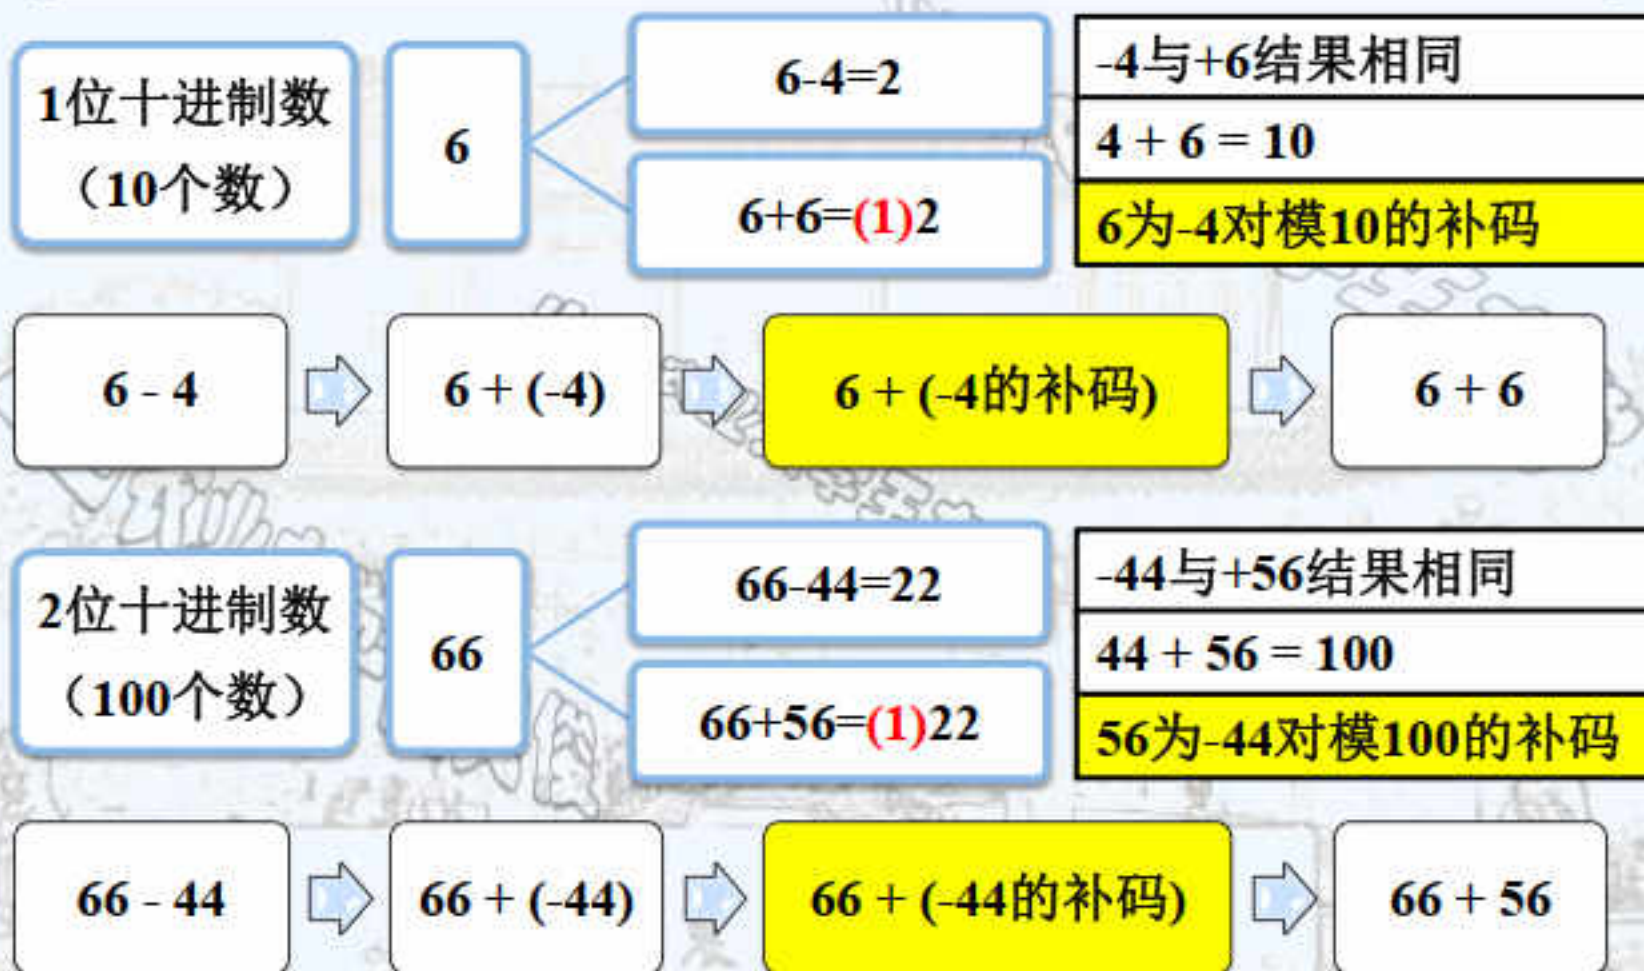 1位十进制数
（10个数）
6
6-4=2
6+6=(1)2
-4与+6结果相同
4 + 6 = 10
6为-4对模10的补码
6 - 4
6 + (-4)
6 + (-4的补码)
6 + 6
2位十进制数
（100个数）
66
66-44=22
66+56=(1)22
-44与+56结果相同
44 + 56 = 100
56为-44对模100的补码
66 - 44
66 + (-44)
66 + (-44的补码)
66 + 56